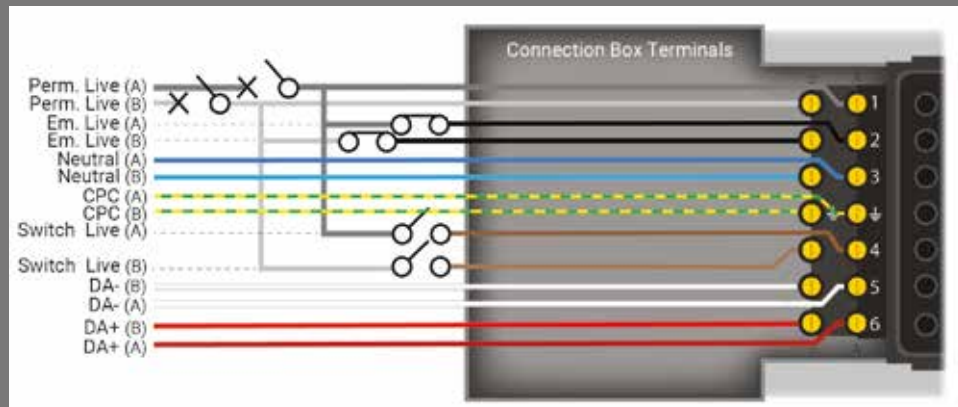 Connection Box Terminals
Perm. Live (A)
Perm. Live (B)
Em. Live (A)
Em. Live (B)
Neutral (A)
Neutral (B)
CPC (A)
CPC (B)
Switch Live (A)
Switch Live (B)
DA- (B)
DA- (A)
DA+ (B)
DA+ (A)
1
2
3
4
5
6